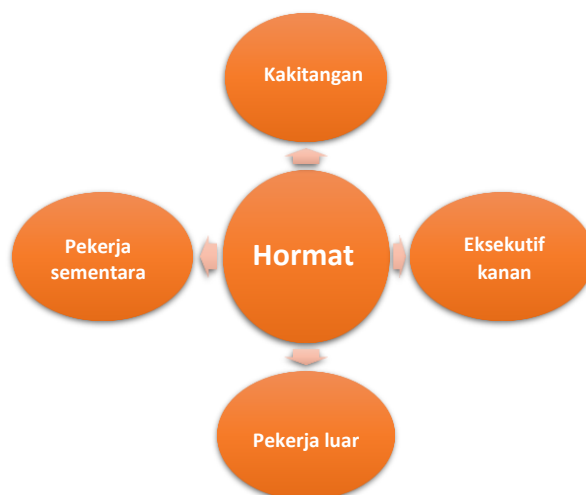 Kakitangan
Pekerja
sementara
Hormat
Eksekutif
kanan
Pekerja luar